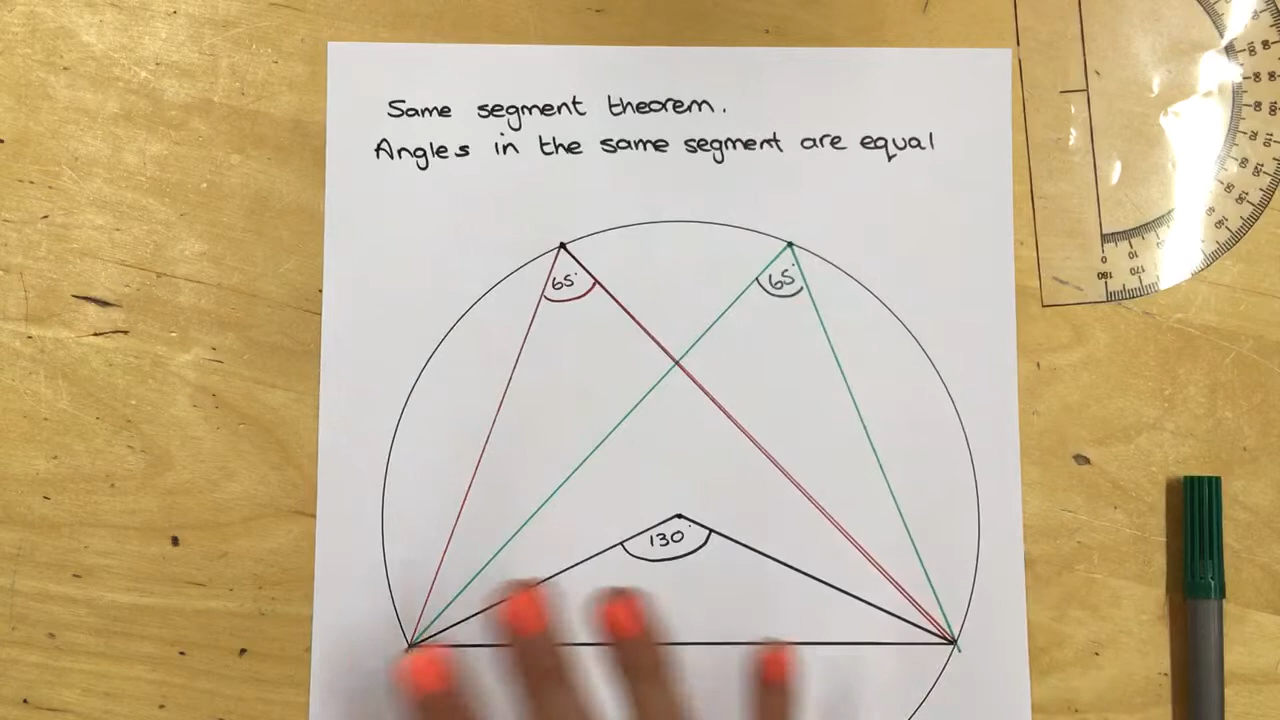 Same segment theorem.
Angles in the same segment are equal
65°
65°
130°